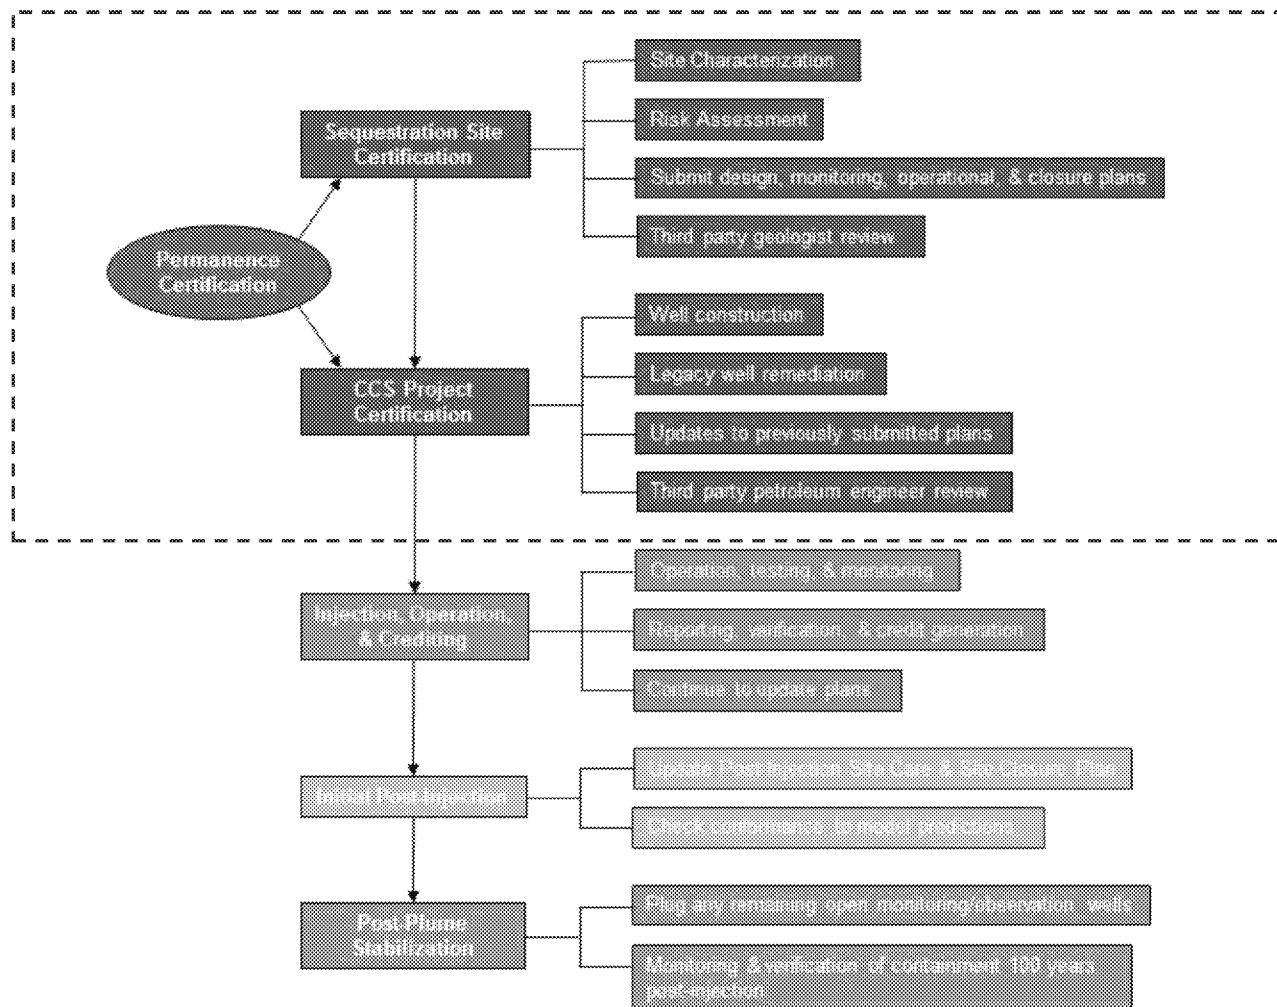 Site Characterization
Risk Assessment
Sequestration Site
Certification
Submit design, monitoring, operational, & closure plans
Third party geologist review
Permanence
Certification
Well construction
CCS Project
Certification
Legacy well remediation
Updates to previously submitted plans
Third party petroleum engineer review
Operation, testing, & monitoring
Injection, Operation,
& Crediting
Reporting, verification, & credit generation
Continue to update plans
Update Post-Injection Site Care & Site Closure Plan
Initial Post-Injection
Check conformance to model predictions
Plug any remaining open monitoring/observation wells
Post-Plume
Stabilization
Monitoring & verification of containment 100 years
post-injection